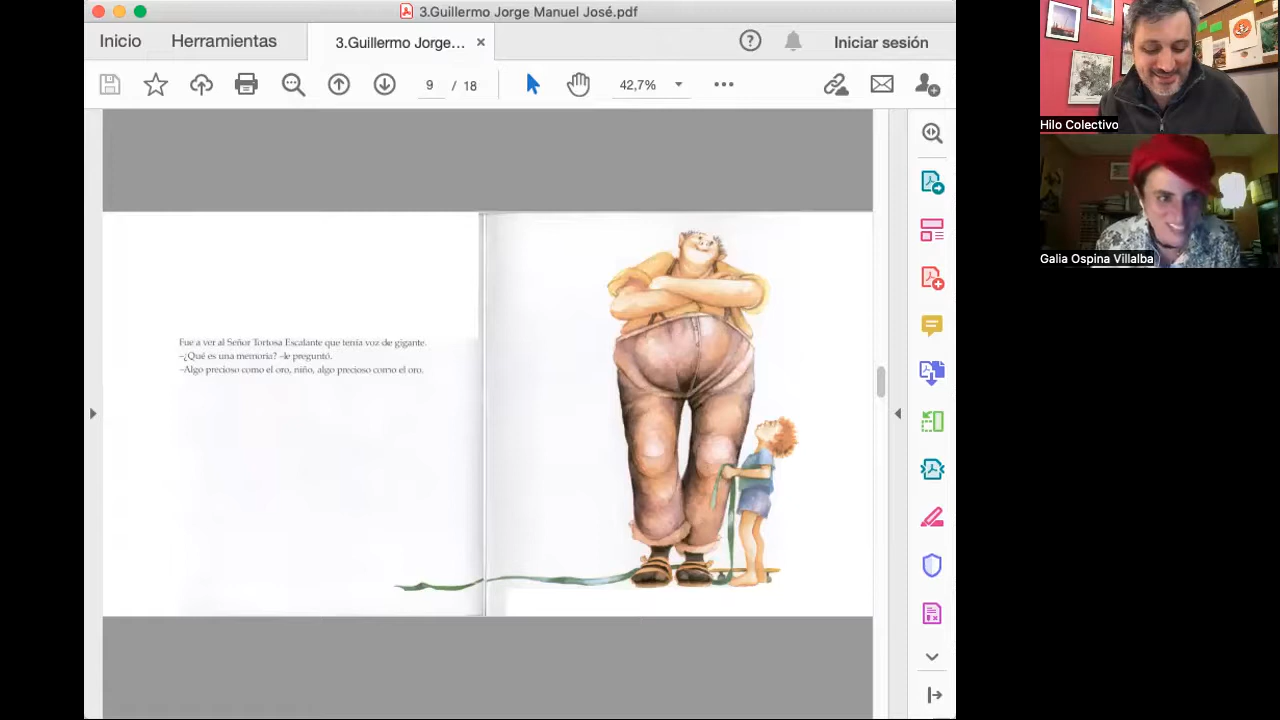 3.Guillermo Jorge Manuel José.pdf
Inicio
Herramientas
3.Guillermo Jorge...
Iniciar sesión
9 / 18
42,7%
Fue a ver al Señor Tortosa Escalante que tenía voz de gigante.
–¿Qué es una memoria? –le preguntó.
–Algo precioso como el oro, niño, algo precioso como el oro.
Hilo Colectivo
Galia Ospina Villalba